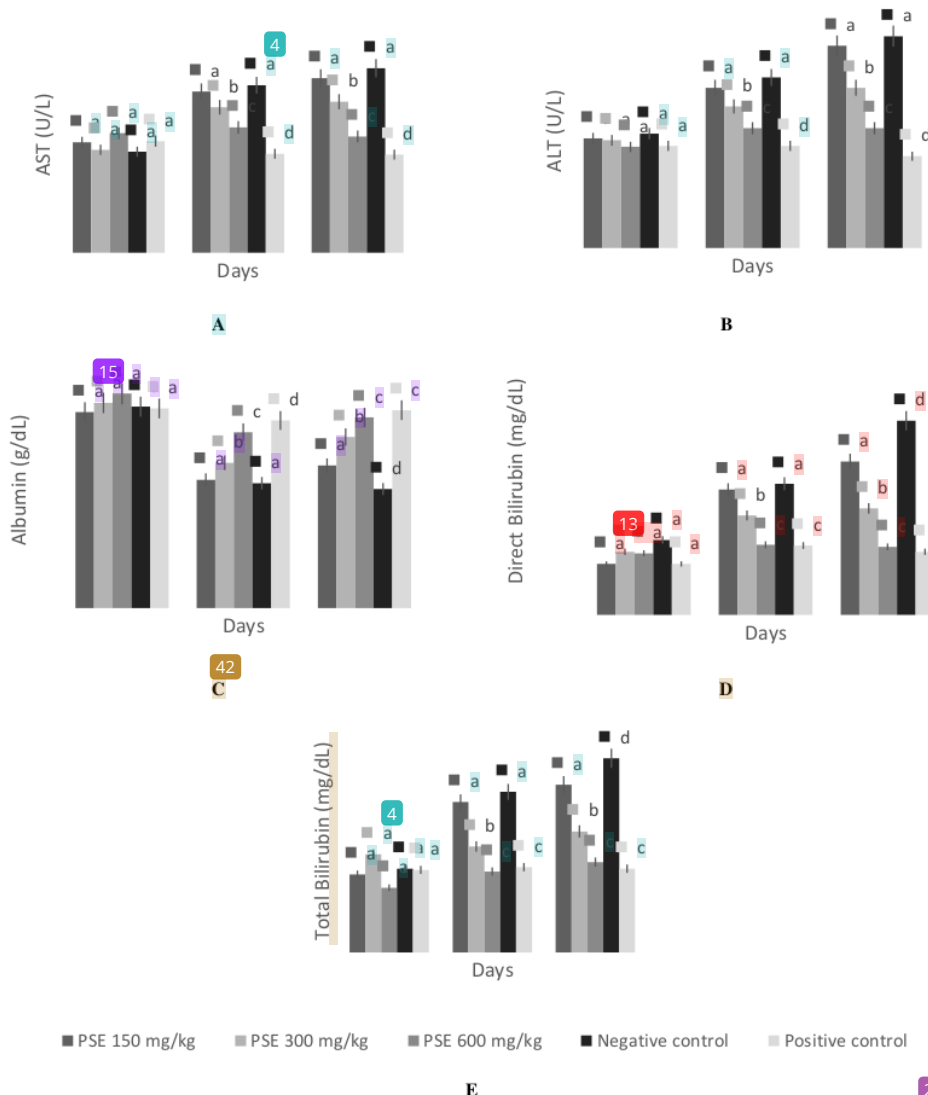 4
a a
AST (U/L)
a b c a d
a b c a d
a a a a a
Days
A
ALT (U/L)
a b c a d
a b c a d
a a a a
Days
B
15
Albumin (g/dL)
a a a a
a b c a d
a b c d c
Days
C
42
13
Direct Bilirubin (mg/dL)
a a a a
a b c a c
a b c d
Days
D
4
Total Bilirubin (mg/dL)
a a a a a
a b c a c
a b c d c
Days
PSE 150 mg/kg PSE 300 mg/kg PSE 600 mg/kg Negative control Positive control
E